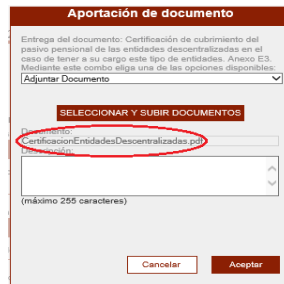 Aportación de documento
Entrega del documento: Certificación de cubrimiento del
pasivo pensional de las entidades descentralizadas en el
caso de tener a su cargo este tipo de entidades. Anexo E3.
Mediante este combo eliga una de las opciones disponibles:
Adjuntar Documento
SELECCIONAR Y SUBIR DOCUMENTOS
Documento:
CertificacionEntidadesDescentralizadas.pdf
Descripción:
(máximo 255 caracteres)
Cancelar Aceptar